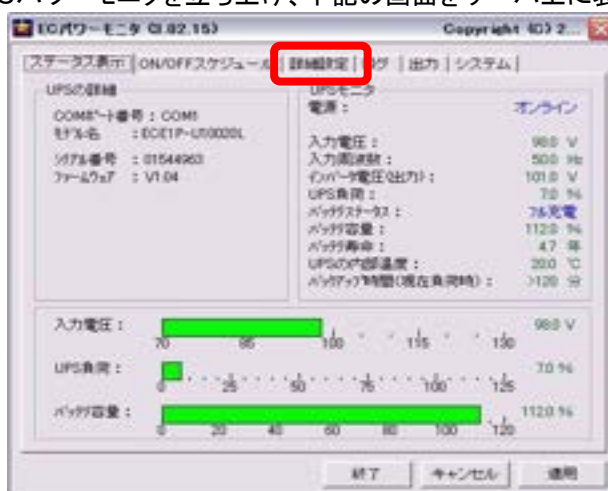 ECパワーモニタ (3.02.15) Copyright (C) 2...
ステータス表示 ON/OFFスケジュール 詳細設定 ログ 出力 システム
UPSの詳細
COMポート番号 : COM1
モデル名 : ECE1P-U10020L
シリアル番号 : 01544963
ファームウェア : V1.04
UPSモニタ
電源 : オンライン
入力電圧 : 98.0 V
入力周波数 : 50.0 Hz
インバータ電圧(出力) : 101.0 V
UPS負荷 : 7.0 %
バッテリステータス : フル充電
バッテリ容量 : 112.0 %
バッテリ寿命 : 4.7 年
UPSの内部温度 : 20.0 ℃
バックアップ時間(現在負荷時) : >120 分
入力電圧 : 98.0 V
70 85 100 115 130
UPS負荷 : 7.0 %
0 25 50 75 100 125
バッテリ容量 : 112.0 %
0 20 40 60 80 100 120
終了 キャンセル 適用